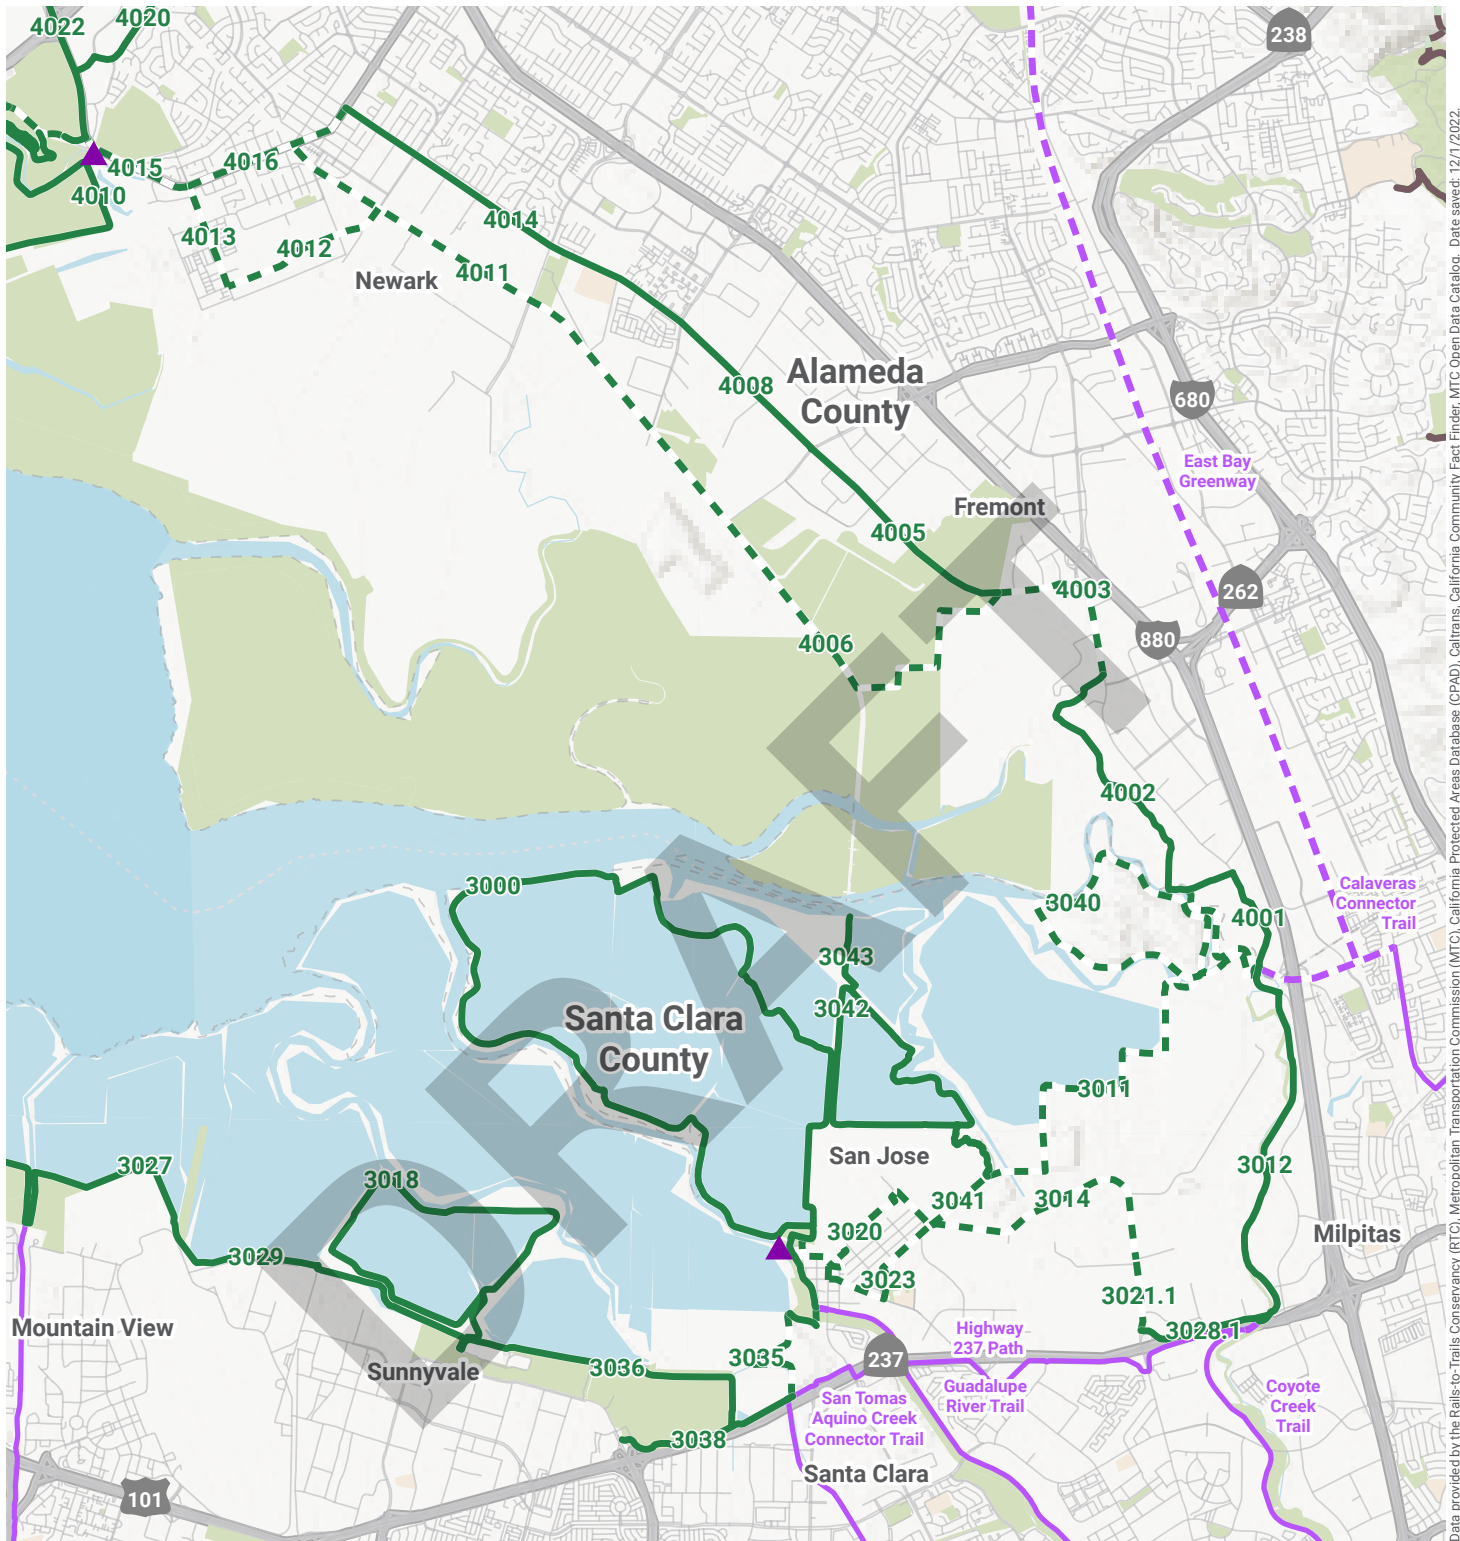 4022
4020
238
4015
4016
4010
4013
4012
4014
4011
Newark
Alameda
County
4008
680
East Bay
Greenway
Fremont
4005
4003
262
880
4006
4002
3000
3040
Calaveras
Connector
Trail
4001
3043
3042
Santa Clara
County
3011
San Jose
3012
3027
3018
3041
3014
3020
Milpitas
3029
3023
3021.1
Mountain View
Highway
237 Path
3028.1
237
3035
3036
Sunnyvale
Guadalupe
River Trail
Coyote
Creek
Trail
San Tomas
Aquino Creek
Connector Trail
3038
Santa Clara
101
DRAFT
Data provided by the Rails-to-Trails Conservancy (RTC), Metropolitan Transportation Commission (MTC), California Protected Areas Database (CPAD), Caltrans, California Community Fact Finder, MTC Open Data Catalog. Date saved: 12/1/2022.